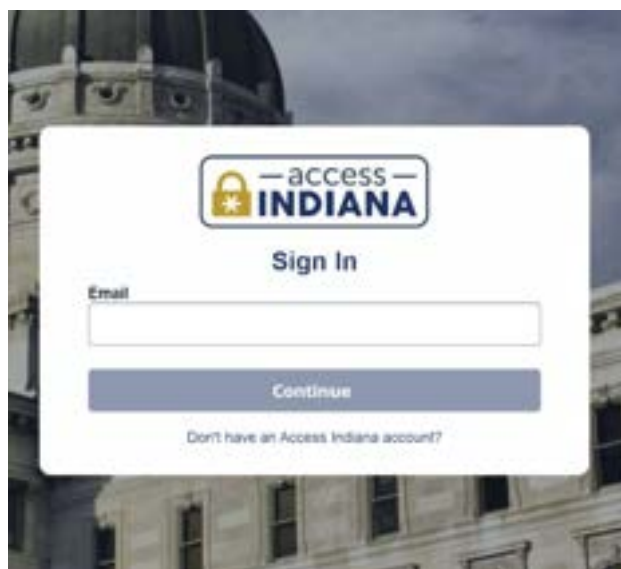 access
INDIANA
Sign In
Email
Continue
Don't have an Access Indiana account?